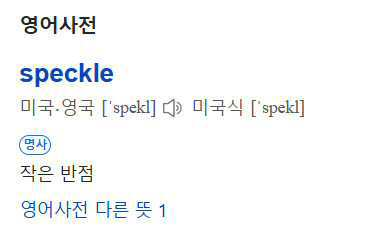 영어사전
speckle
미국·영국 [ˈspekl] 미국식 [ˈspekl]
명사
작은 반점
영어사전 다른 뜻 1